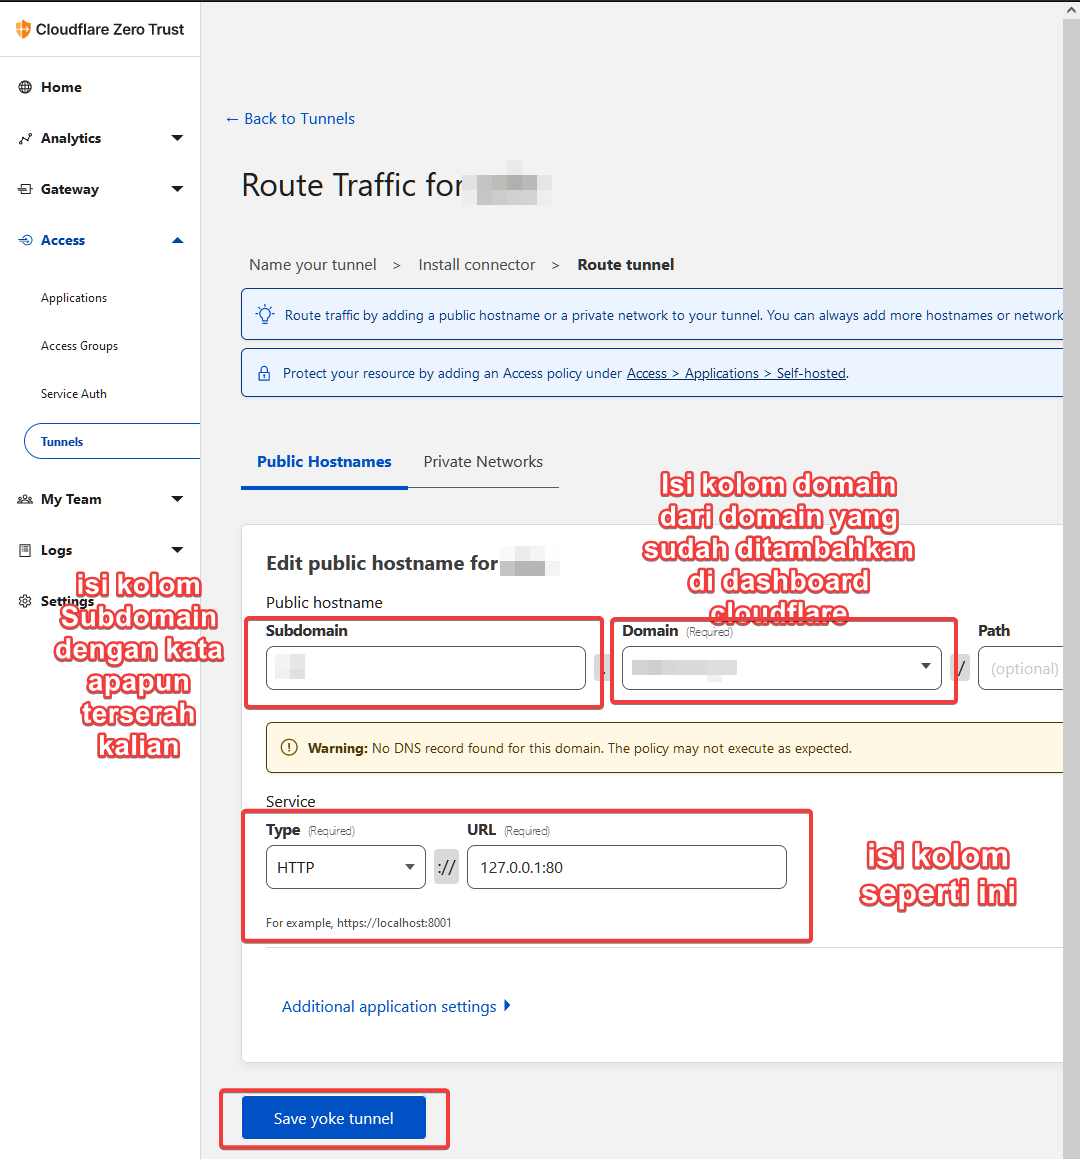 Cloudflare Zero Trust
Home
Analytics
Gateway
Access
Applications
Access Groups
Service Auth
Tunnels
My Team
Logs
Settings
isi kolom
Subdomain
dengan kata
apapun
terserah
kalian
← Back to Tunnels
Route Traffic for
Name your tunnel > Install connector > Route tunnel
Route traffic by adding a public hostname or a private network to your tunnel. You can always add more hostnames or network
Protect your resource by adding an Access policy under Access > Applications > Self-hosted.
Public Hostnames Private Networks
Isi kolom domain
dari domain yang
sudah ditambahkan
di dashboard
cloudflare
Edit public hostname for
Public hostname
Subdomain Domain (Required) Path
. / (optional)
Warning: No DNS record found for this domain. The policy may not execute as expected.
Service
Type (Required) URL (Required)
HTTP :// 127.0.0.1:80
For example, https://localhost:8001
isi kolom
seperti ini
Additional application settings
Save yoke tunnel